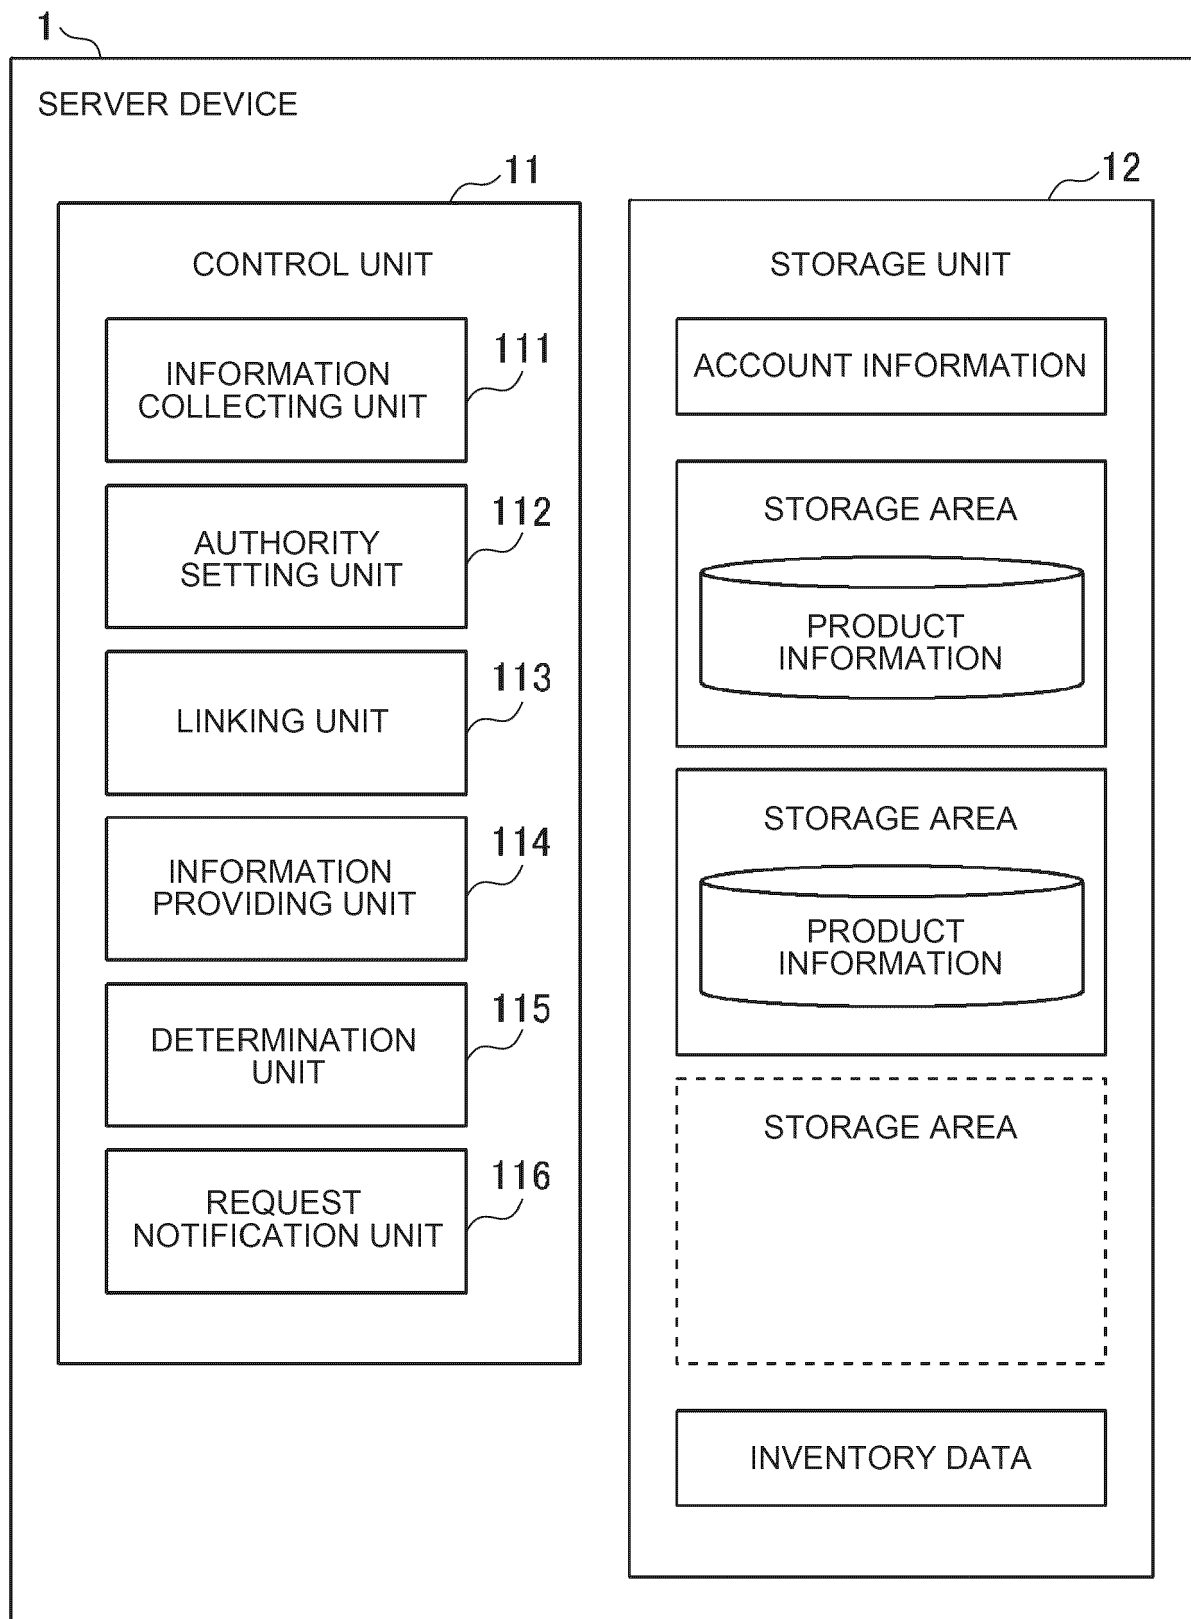 1
SERVER DEVICE
11
CONTROL UNIT
INFORMATION
COLLECTING UNIT
111
AUTHORITY
SETTING UNIT
112
LINKING UNIT
113
INFORMATION
PROVIDING UNIT
114
DETERMINATION
UNIT
115
REQUEST
NOTIFICATION UNIT
116
12
STORAGE UNIT
ACCOUNT INFORMATION
STORAGE AREA
PRODUCT
INFORMATION
STORAGE AREA
PRODUCT
INFORMATION
STORAGE AREA
INVENTORY DATA